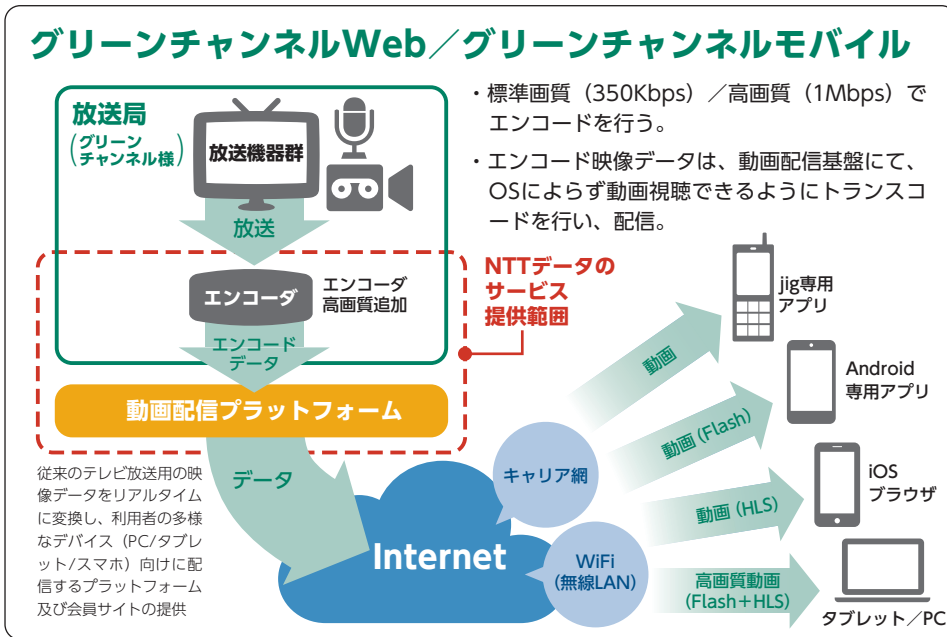 グリーンチャンネルWeb／グリーンチャンネルモバイル
放送局
(グリーン
チャンネル様)
放送機器群
放送
・標準画質（350Kbps）／高画質（1Mbps）で
エンコードを行う。
・エンコード映像データは、動画配信基盤にて、
OSによらず動画視聴できるようにトランスコ
ードを行い、配信。
エンコーダ
エンコーダ
高画質追加
NTTデータの
サービス
提供範囲
エンコード
データ
動画配信プラットフォーム
従来のテレビ放送用の映
像データをリアルタイム
に変換し、利用者の多様
なデバイス（PC/タブレ
ット/スマホ）向けに配
信するプラットフォーム
及び会員サイトの提供
データ
Internet
キャリア網
WiFi
（無線LAN）
動画
jig専用
アプリ
動画（Flash）
Android
専用アプリ
動画（HLS）
iOS
ブラウザ
高画質動画
（Flash＋HLS）
タブレット／PC